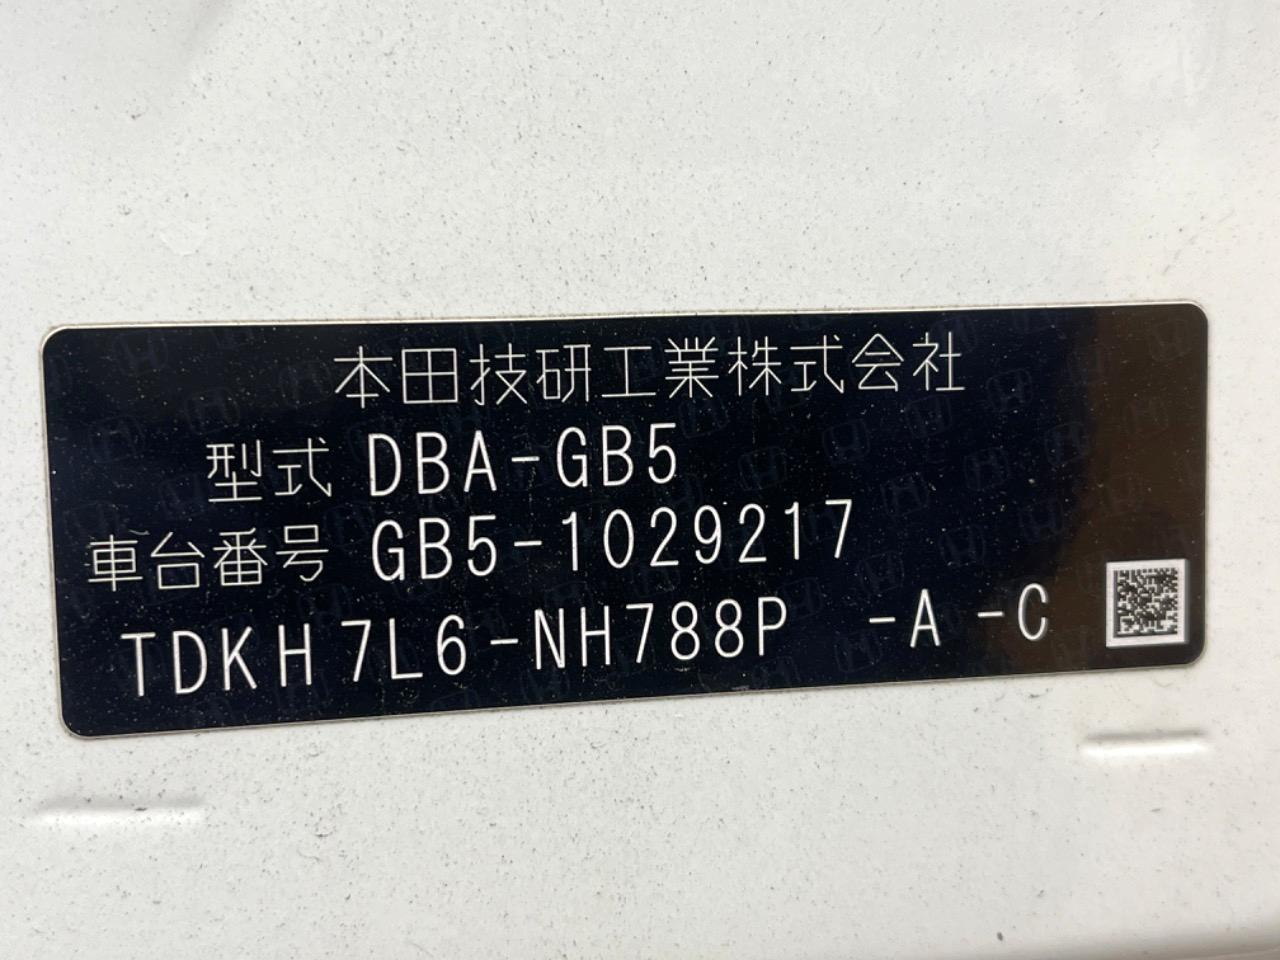 本田技研工業株式会社
型式 DBA-GB5
車台番号 GB5-1029217
TDKH7L6-NH788P -A -C